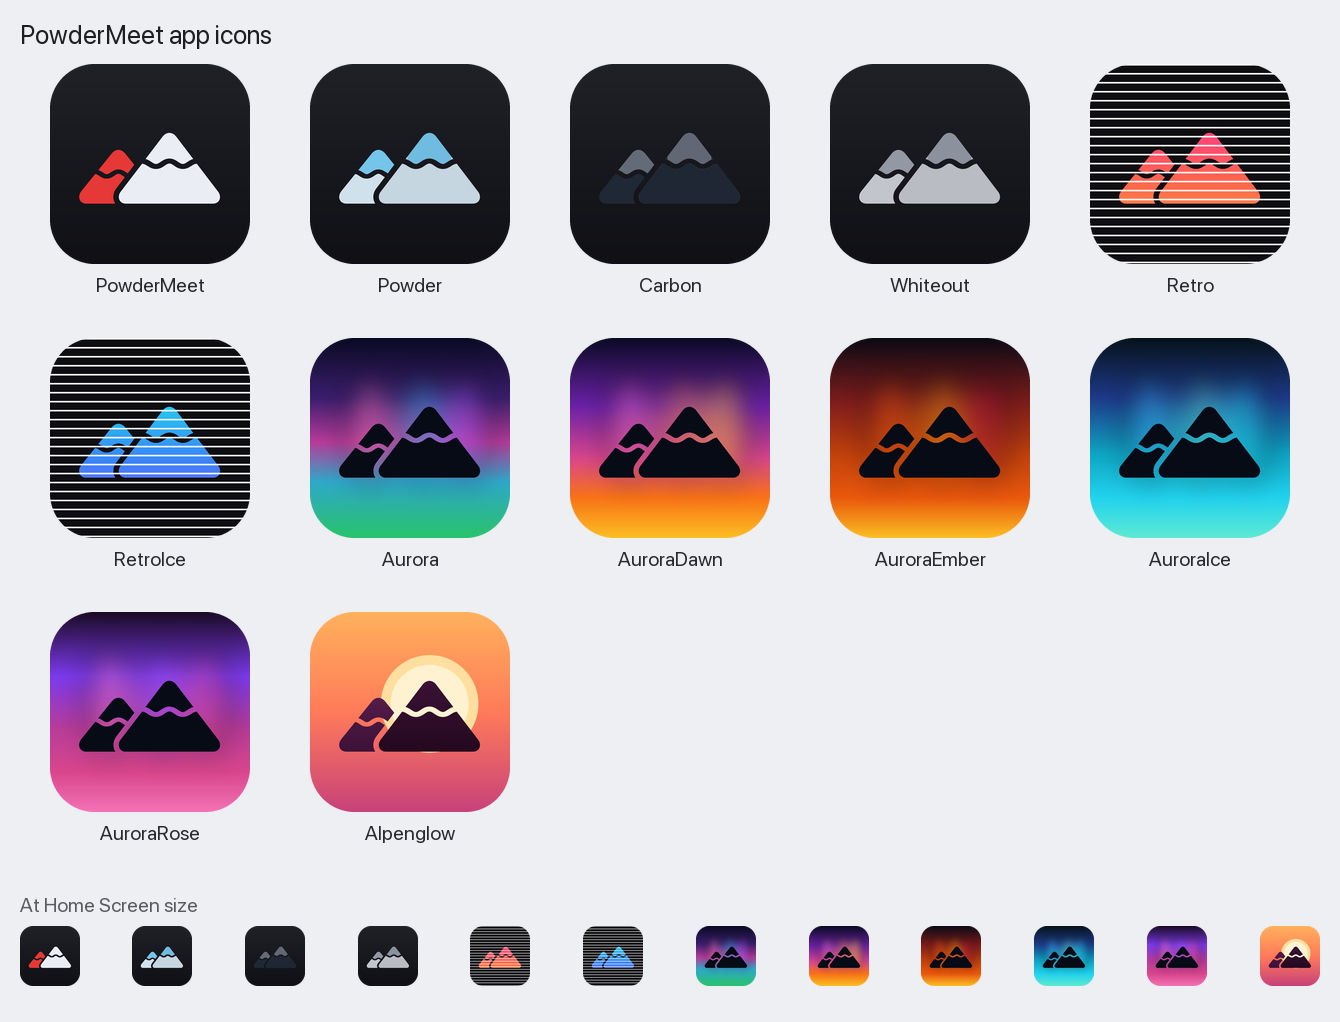 PowderMeet app icons
PowderMeet
Powder
Carbon
Whiteout
Retro
RetroIce
Aurora
AuroraDawn
AuroraEmber
AuroraIce
AuroraRose
Alpenglow
At Home Screen size